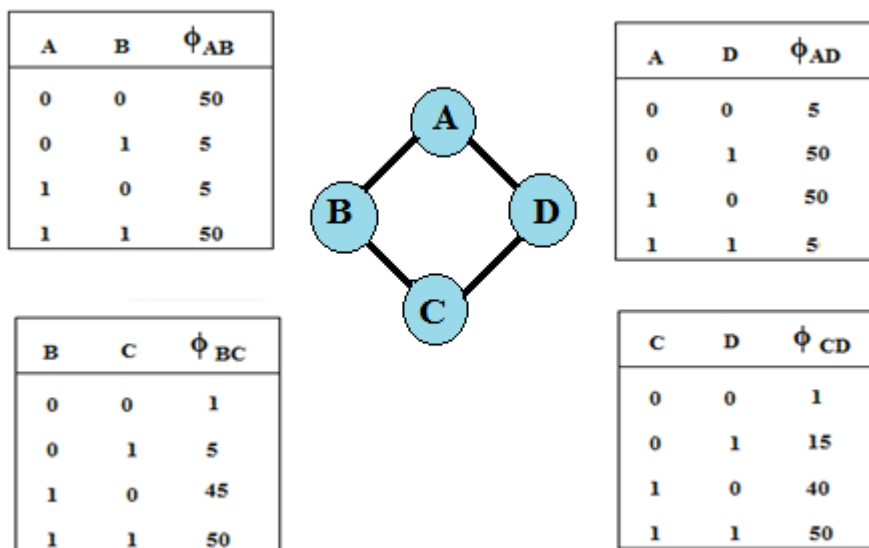 A B ϕAB
0 0 50
0 1 5
1 0 5
1 1 50
A
B
D
C
A D ϕAD
0 0 5
0 1 50
1 0 50
1 1 5
B C ϕBC
0 0 1
0 1 5
1 0 45
1 1 50
C D ϕCD
0 0 1
0 1 15
1 0 40
1 1 50